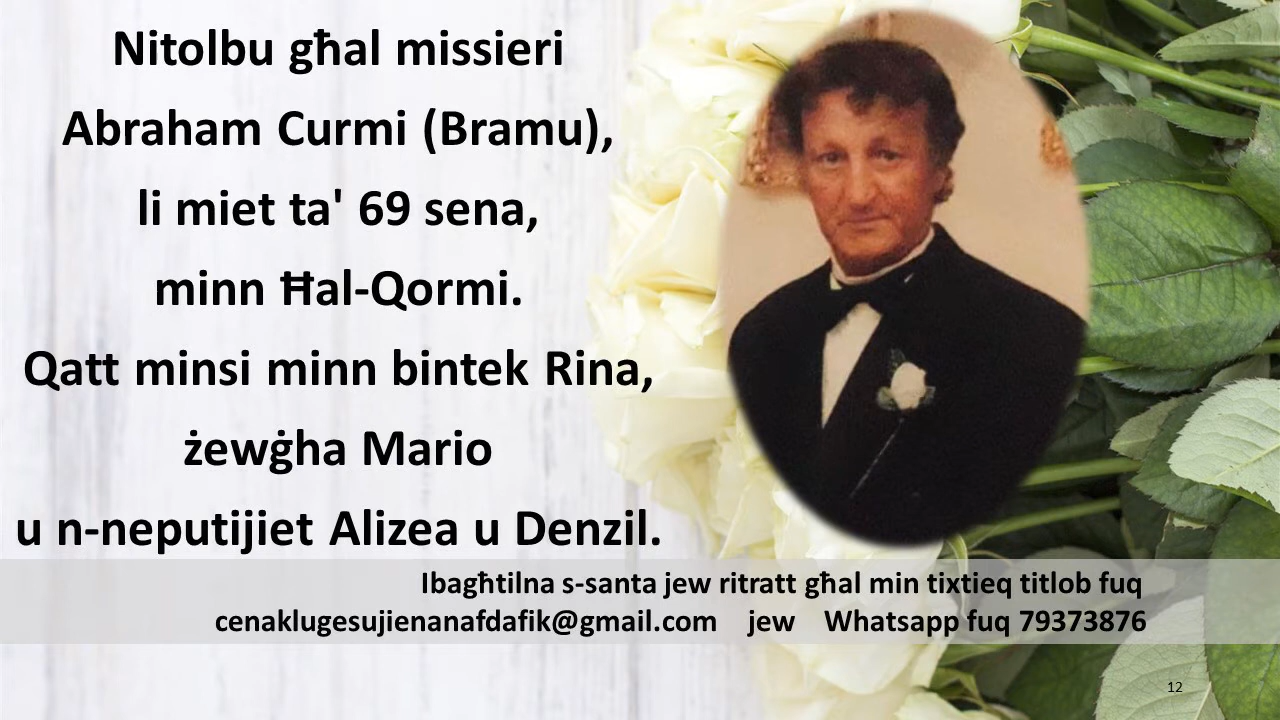 Nitolbu għal missieri
Abraham Curmi (Bramu),
li miet ta' 69 sena,
minn Ħal-Qormi.
Qatt minsi minn bintek Rina,
żewġha Mario
u n-neputijiet Alizea u Denzil.
Ibagħtilna s-santa jew ritratt għal min tixtieq titlob fuq
cenaklugesujienanafdafik@gmail.com jew Whatsapp fuq 79373876
12